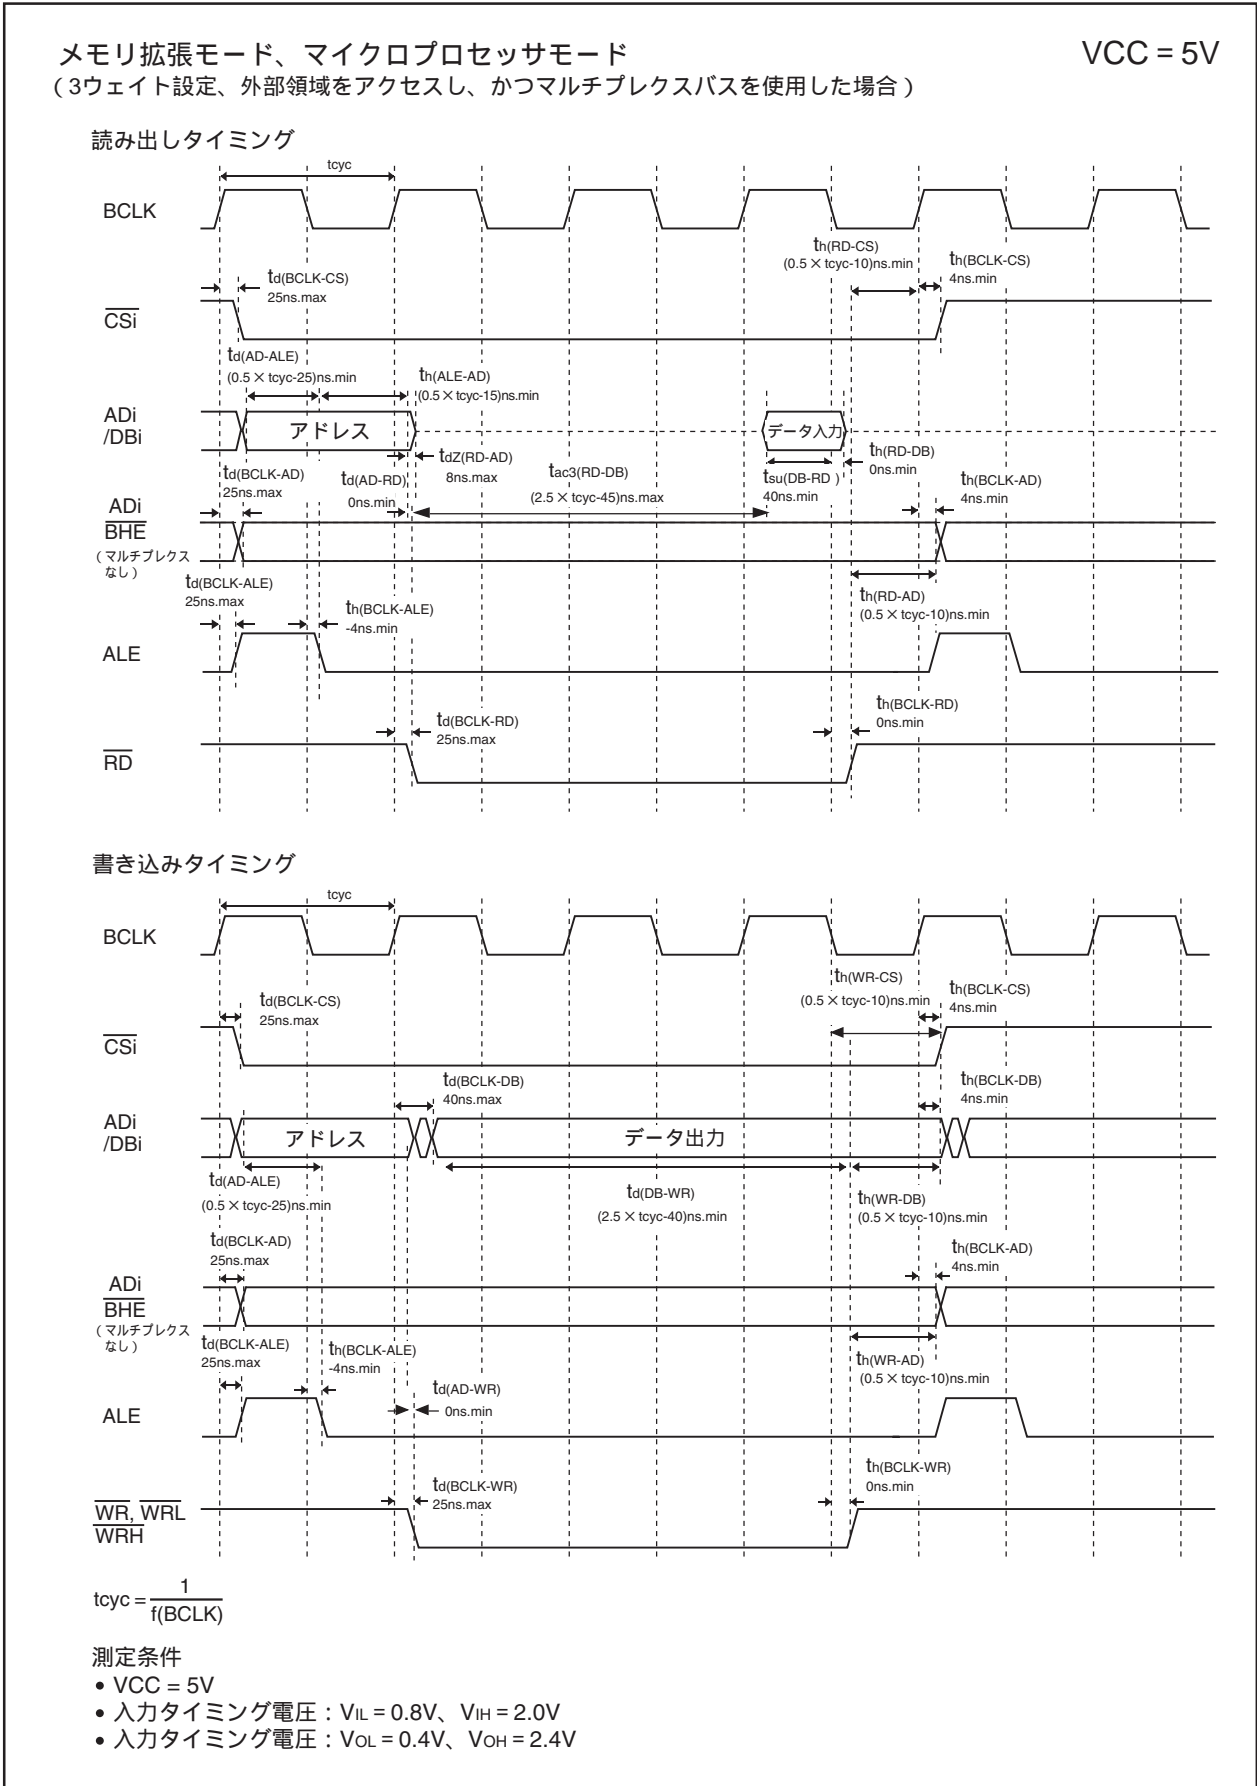 メモリ拡張モード、マイクロプロセッサモード
VCC = 5V
（3ウェイト設定、外部領域をアクセスし、かつマルチプレクスバスを使用した場合）
読み出しタイミング
tcyc
BCLK
th(RD-CS)
(0.5 × tcyc-10)ns.min
th(BCLK-CS)
4ns.min
td(BCLK-CS)
25ns.max
CSi
td(AD-ALE)
(0.5 × tcyc-25)ns.min
th(ALE-AD)
(0.5 × tcyc-15)ns.min
ADi
/DBi
アドレス
データ入力
td(BCLK-AD)
25ns.max
td(AD-RD)
0ns.min
tdZ(RD-AD)
8ns.max
tac3(RD-DB)
(2.5 × tcyc-45)ns.max
tsu(DB-RD )
40ns.min
th(RD-DB)
0ns.min
th(BCLK-AD)
4ns.min
ADi
BHE
（マルチプレクス
なし）
td(BCLK-ALE)
25ns.max
th(BCLK-ALE)
-4ns.min
th(RD-AD)
(0.5 × tcyc-10)ns.min
ALE
td(BCLK-RD)
25ns.max
th(BCLK-RD)
0ns.min
RD
書き込みタイミング
tcyc
BCLK
th(WR-CS)
(0.5 × tcyc-10)ns.min
th(BCLK-CS)
4ns.min
td(BCLK-CS)
25ns.max
CSi
td(BCLK-DB)
40ns.max
th(BCLK-DB)
4ns.min
ADi
/DBi
アドレス
データ出力
td(AD-ALE)
(0.5 × tcyc-25)ns.min
td(DB-WR)
(2.5 × tcyc-40)ns.min
th(WR-DB)
(0.5 × tcyc-10)ns.min
td(BCLK-AD)
25ns.max
th(BCLK-AD)
4ns.min
ADi
BHE
（マルチプレクス
なし）
td(BCLK-ALE)
25ns.max
th(BCLK-ALE)
-4ns.min
th(WR-AD)
(0.5 × tcyc-10)ns.min
td(AD-WR)
0ns.min
ALE
td(BCLK-WR)
25ns.max
th(BCLK-WR)
0ns.min
WR, WRL
WRH
tcyc = 1
f(BCLK)
測定条件
• VCC = 5V
• 入力タイミング電圧：VIL = 0.8V、VIH = 2.0V
• 入力タイミング電圧：VOL = 0.4V、VOH = 2.4V